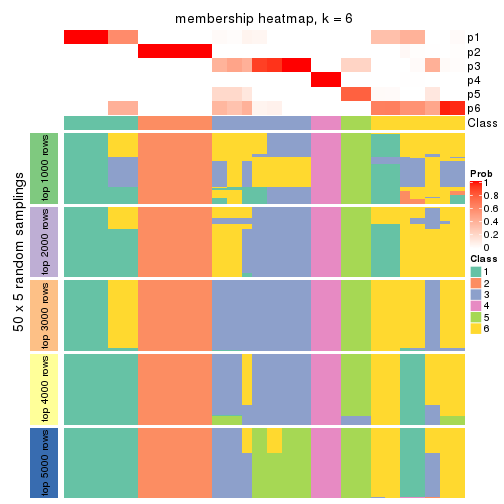 membership heatmap, k = 6
p1
p2
p3
p4
p5
p6
Class
50 x 5 random samplings
top 1000 rows
top 2000 rows
top 3000 rows
top 4000 rows
top 5000 rows
Prob
1
0.8
0.6
0.4
0.2
0
Class
1
2
3
4
5
6